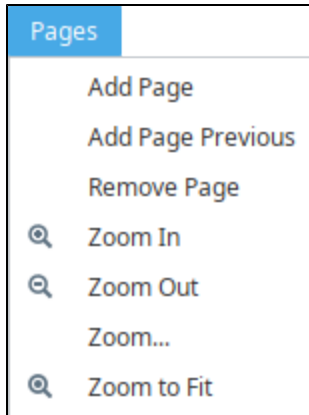 Pages
Add Page
Add Page Previous
Remove Page
Zoom In
Zoom Out
Zoom...
Zoom to Fit